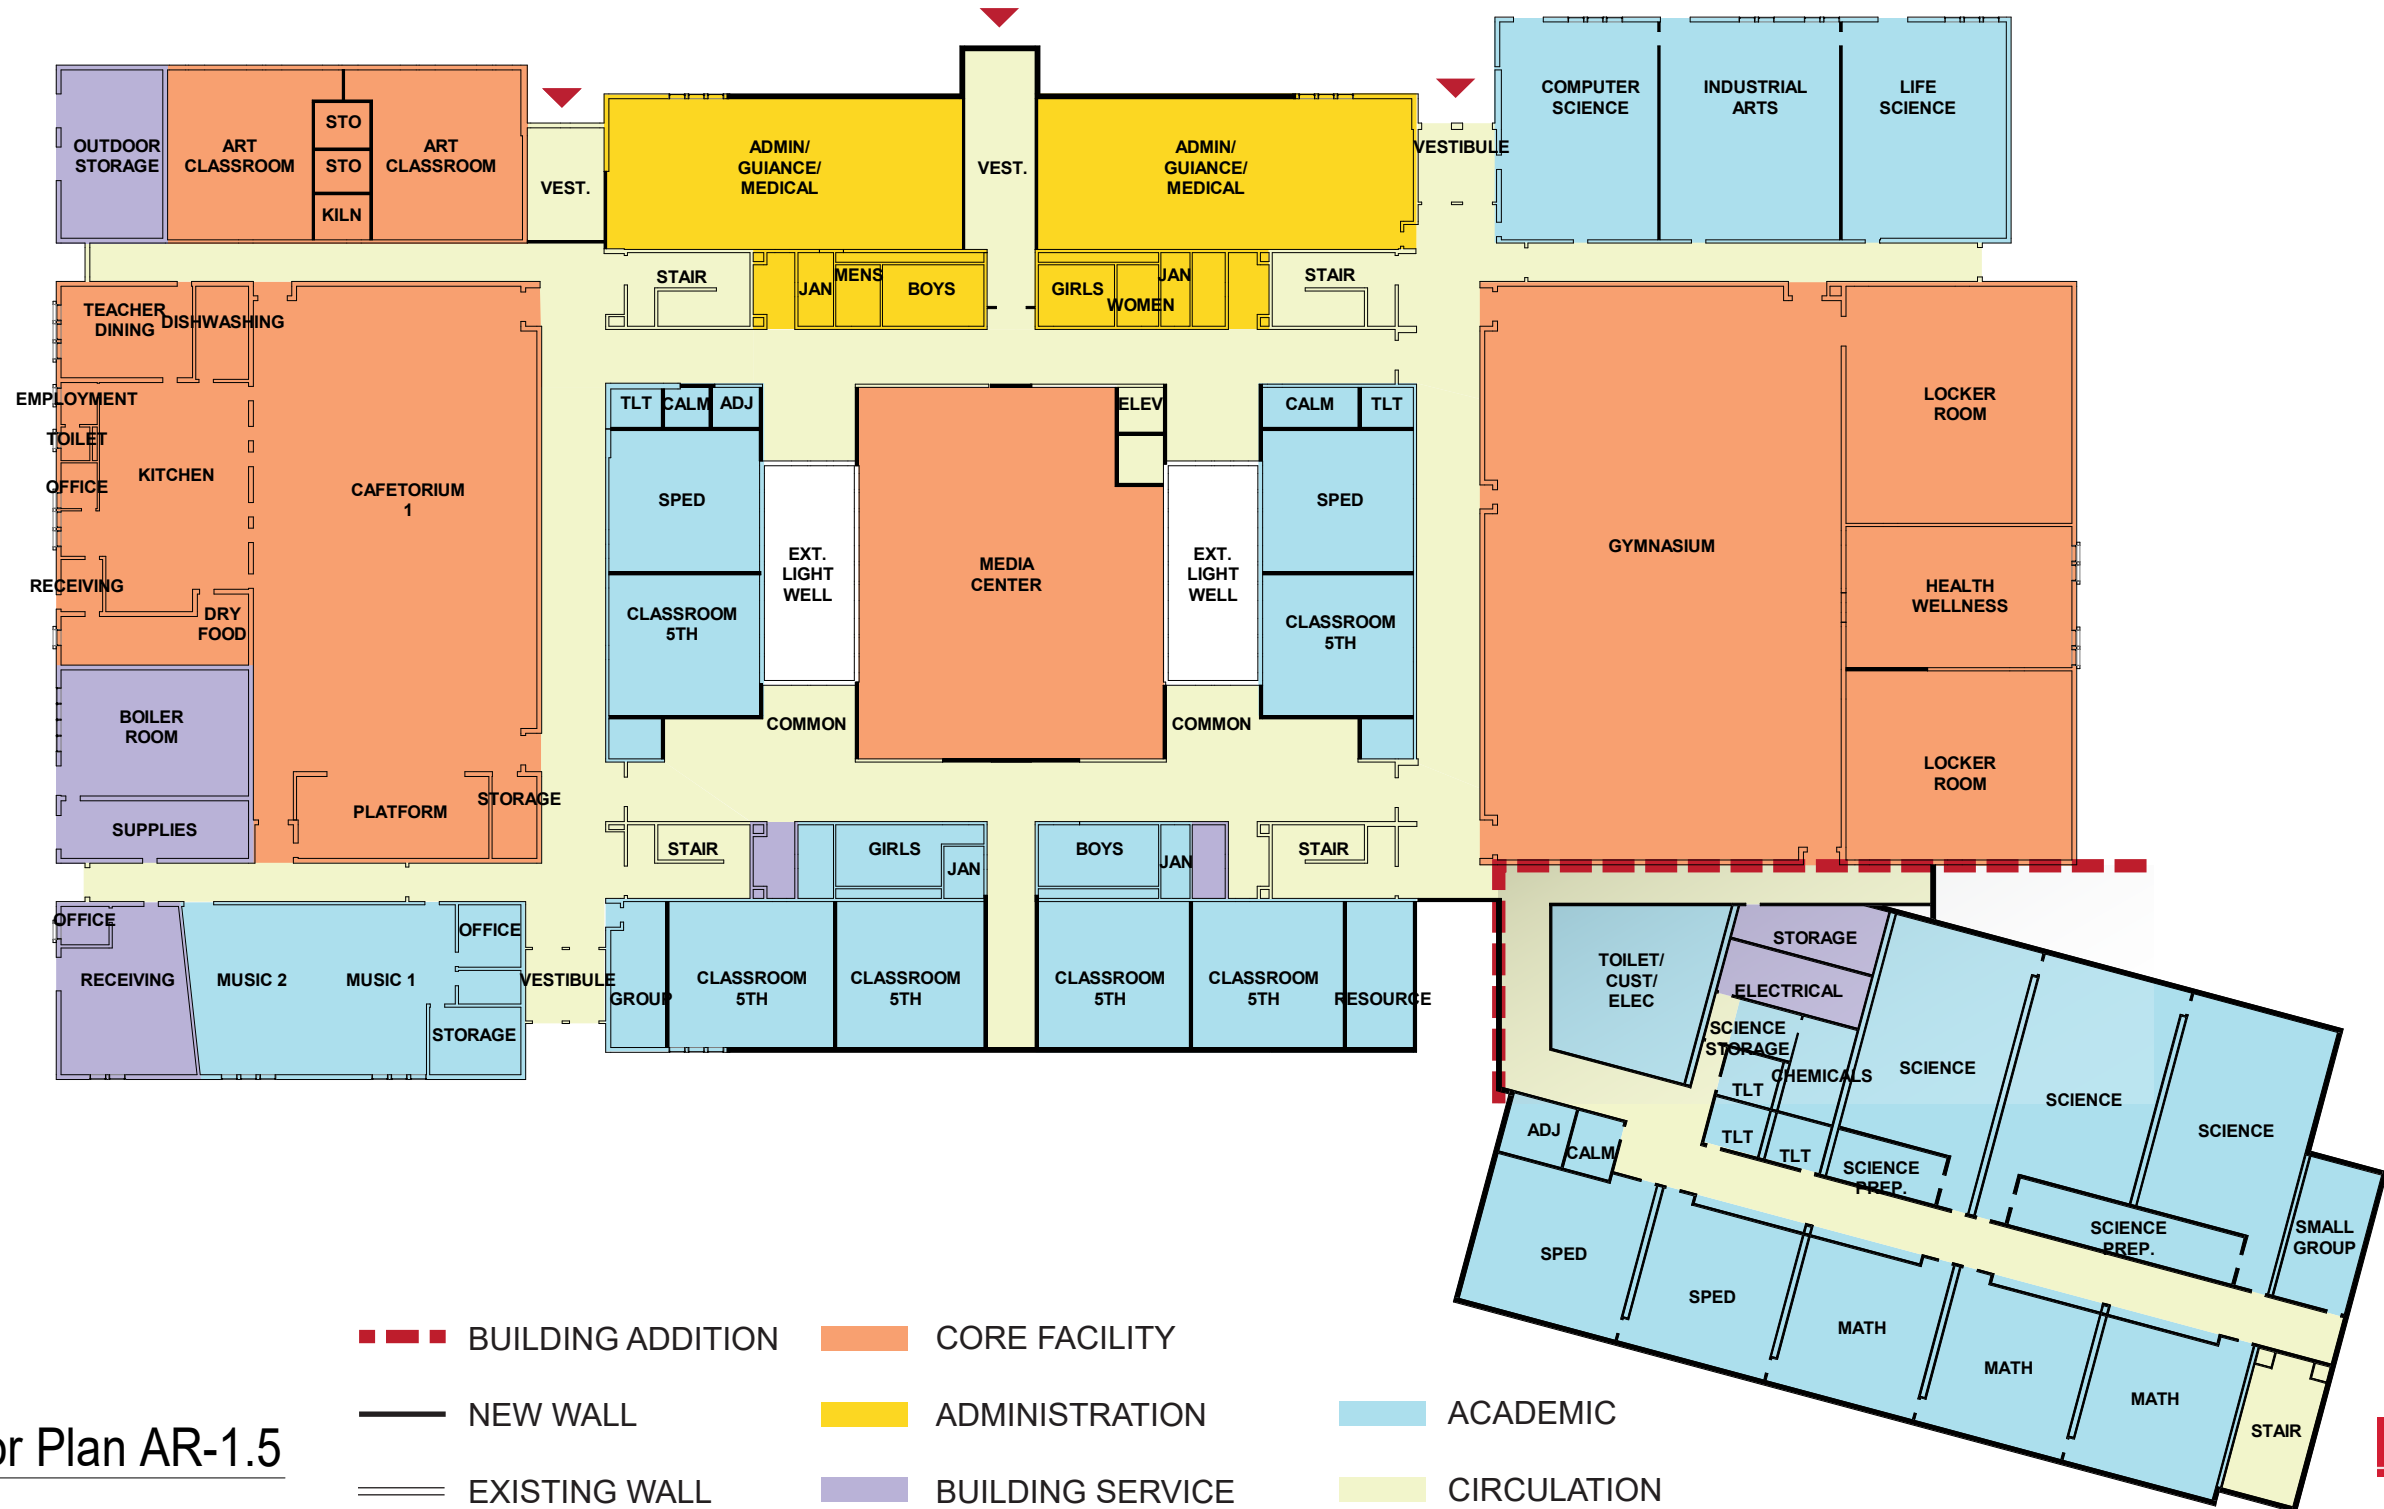 COMPUTER
SCIENCE
INDUSTRIAL
ARTS
LIFE
SCIENCE
OUTDOOR
STORAGE
ART
CLASSROOM
STO
STO
KILN
ART
CLASSROOM
VEST.
ADMIN/
GUIANCE/
MEDICAL
VEST.
ADMIN/
GUIANCE/
MEDICAL
VESTIBULE
STAIR
JAN
MENS
BOYS
GIRLS
WOMEN
JAN
STAIR
TEACHER
DINING
DISHWASHING
EMPLOYMENT
TOILET
OFFICE
KITCHEN
RECEIVING
DRY
FOOD
CAFETORIUM
1
BOILER
ROOM
SUPPLIES
PLATFORM
STORAGE
TLT
CALM
ADJ
SPED
CLASSROOM
5TH
EXT.
LIGHT
WELL
COMMON
MEDIA
CENTER
ELEV
EXT.
LIGHT
WELL
COMMON
CALM
TLT
SPED
CLASSROOM
5TH
GYMNASIUM
LOCKER
ROOM
HEALTH
WELLNESS
LOCKER
ROOM
STAIR
GIRLS
JAN
BOYS
JAN
STAIR
OFFICE
RECEIVING
MUSIC 2
MUSIC 1
OFFICE
STORAGE
VESTIBULE
GROUP
CLASSROOM
5TH
CLASSROOM
5TH
CLASSROOM
5TH
CLASSROOM
5TH
RESOURCE
TOILET/
CUST/
ELEC
STORAGE
ELECTRICAL
SCIENCE
STORAGE
CHEMICALS
TLT
TLT
TLT
SCIENCE
PREP.
SCIENCE
SCIENCE
SCIENCE
SCIENCE
PREP.
SMALL
GROUP
ADJ
CALM
SPED
SPED
MATH
MATH
MATH
STAIR
BUILDING ADDITION
CORE FACILITY
NEW WALL
ADMINISTRATION
ACADEMIC
EXISTING WALL
BUILDING SERVICE
CIRCULATION
Plan AR-1.5